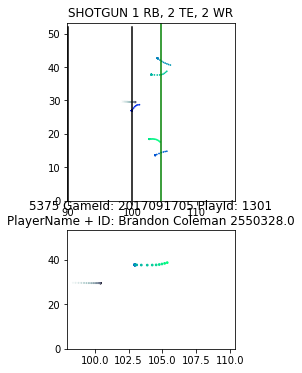 SHOTGUN 1 RB, 2 TE, 2 WR
50
40
30
20
10
0
90 100 110
5375 GameId: 2017091705 PlayId: 1301
PlayerName + ID: Brandon Coleman 2550328.0
40
20
0
100.0 102.5 105.0 107.5 110.0